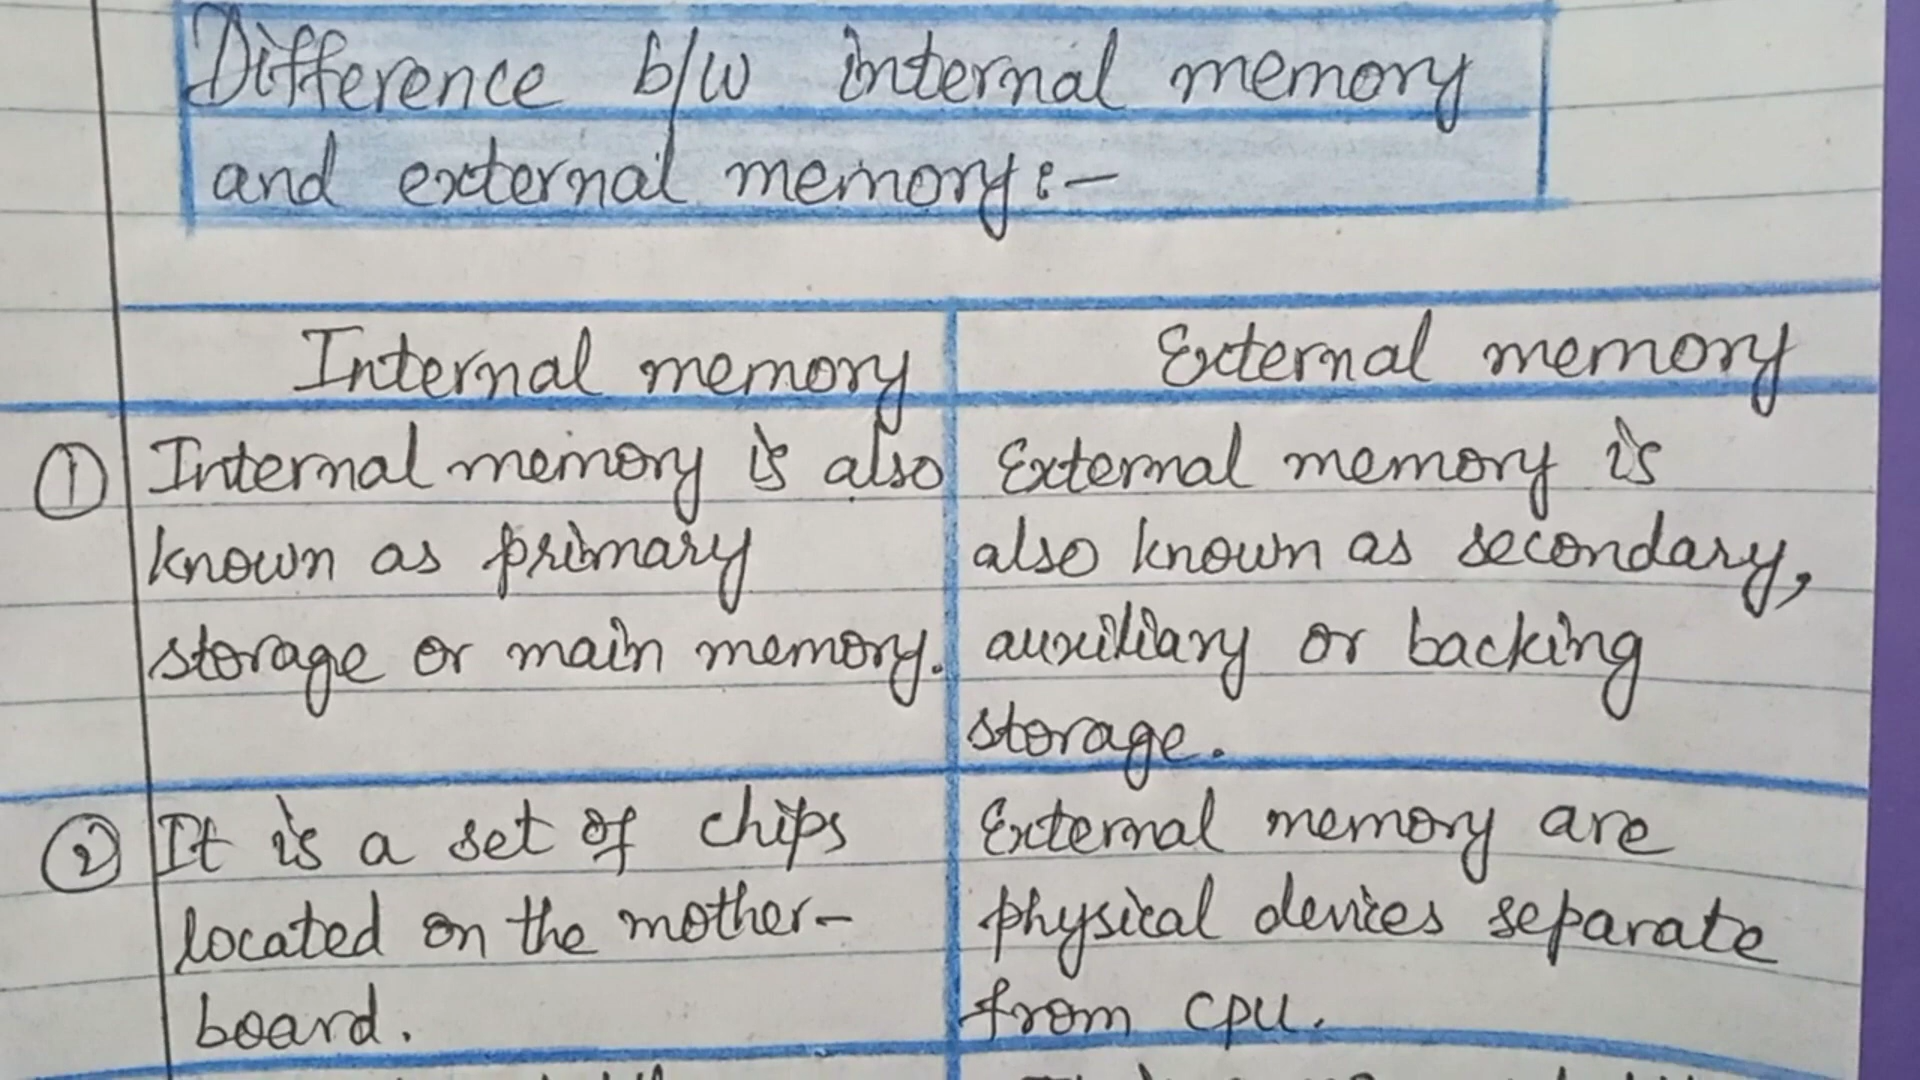 Difference b/w internal memory
and external memory:-
Internal memory
External memory
① Internal memory is also
known as primary
storage or main memory.
External memory is
also known as secondary,
auxiliary or backing
storage.
② It is a set of chips
located on the mother-
board.
External memory are
physical devices separate
from CPU.